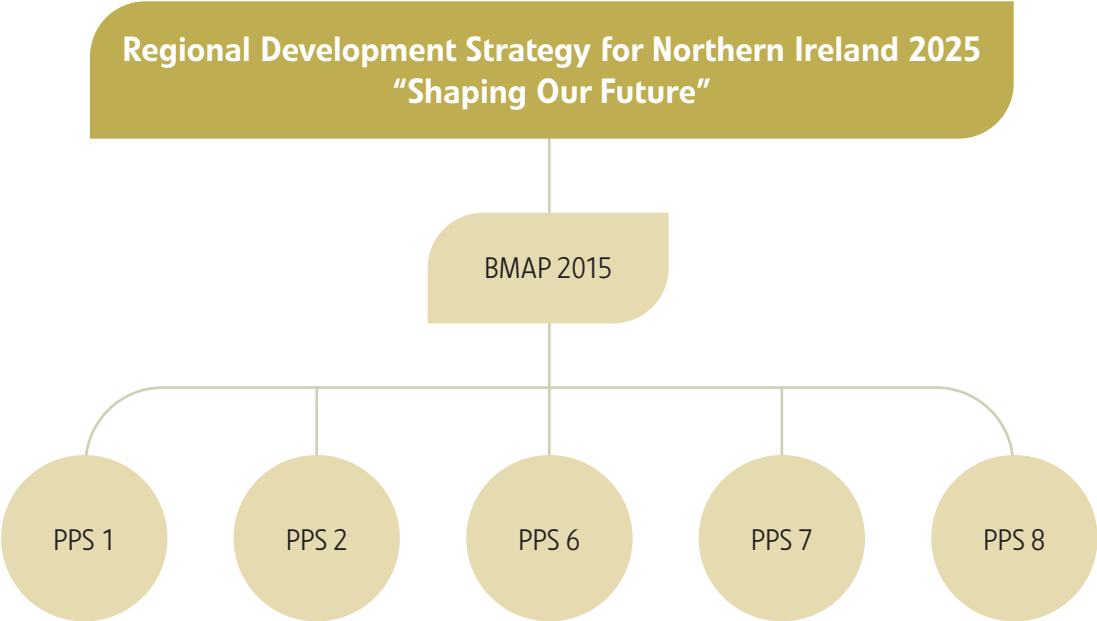 Regional Development Strategy for Northern Ireland 2025
“Shaping Our Future”
BMAP 2015
PPS 1
PPS 2
PPS 6
PPS 7
PPS 8